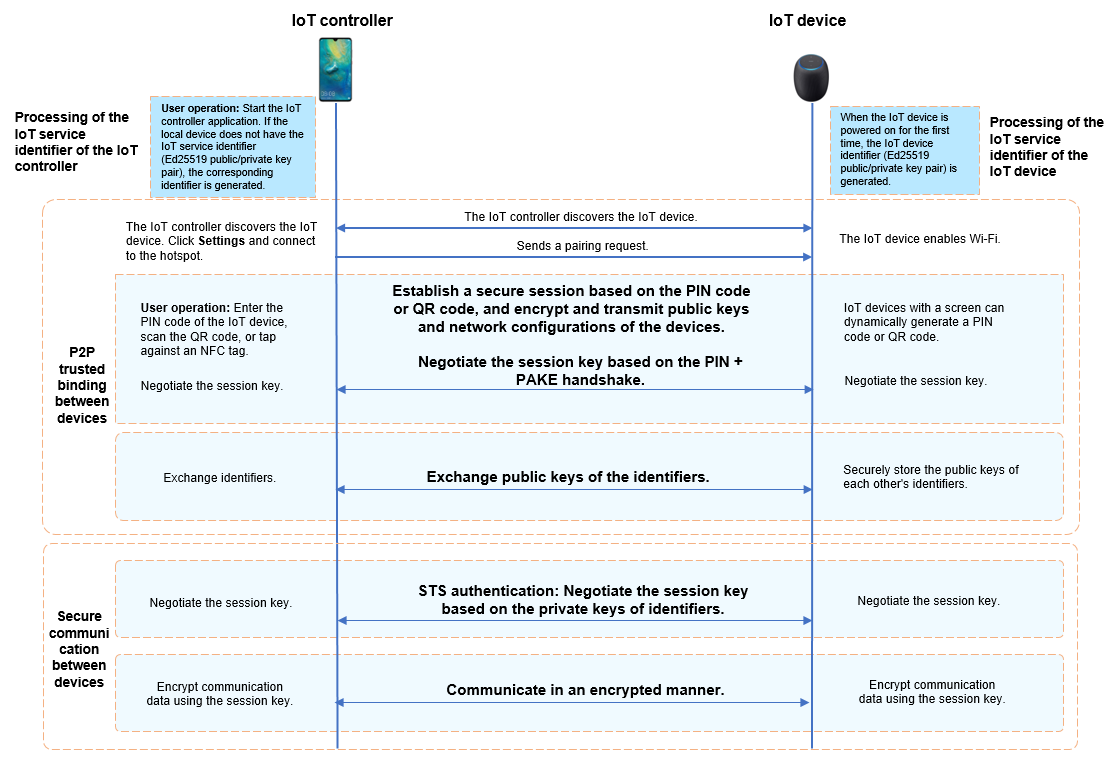 IoT controller
IoT device
Processing of the
IoT service
identifier of the IoT
controller
User operation: Start the IoT
controller application. If the
local device does not have the
IoT service identifier
(Ed25519 public/private key
pair), the corresponding
identifier is generated.
When the IoT device is
powered on for the first
time, the IoT device
identifier (Ed25519
public/private key pair) is
generated.
Processing of the
IoT service
identifier of the
IoT device
The IoT controller discovers the IoT
device. Click Settings and connect
to the hotspot.
The IoT controller discovers the IoT device.
Sends a pairing request.
The IoT device enables Wi-Fi.
P2P
trusted
binding
between
devices
User operation: Enter the
PIN code of the IoT device,
scan the QR code, or tap
against an NFC tag.
Negotiate the session key.
Establish a secure session based on the PIN code
or QR code, and encrypt and transmit public keys
and network configurations of the devices.
Negotiate the session key based on the PIN +
PAKE handshake.
IoT devices with a screen can
dynamically generate a PIN
code or QR code.
Negotiate the session key.
Exchange identifiers.
Exchange public keys of the identifiers.
Securely store the public keys of
each other's identifiers.
Secure
communi
cation
between
devices
Negotiate the session key.
STS authentication: Negotiate the session key
based on the private keys of identifiers.
Negotiate the session key.
Encrypt communication
data using the session key.
Communicate in an encrypted manner.
Encrypt communication
data using the session key.